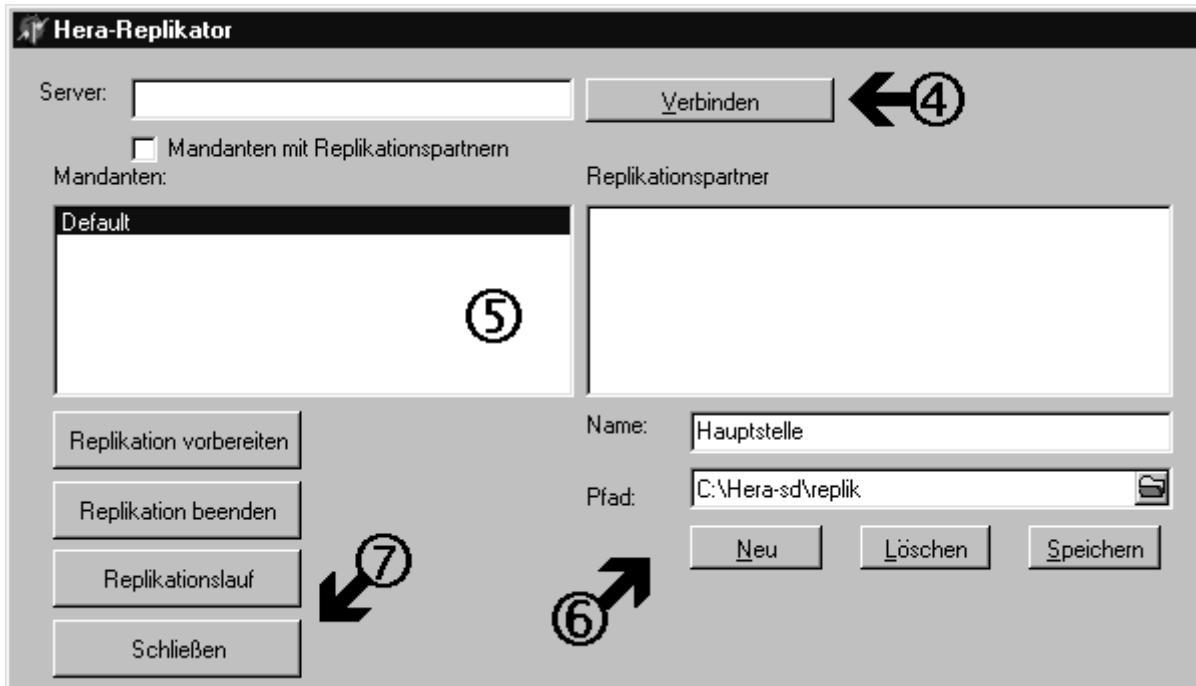 Hera-Replikator
Server: Verbinden ④
Mandanten mit Replikationspartnern
Mandanten: Replikationspartner
Default
⑤
Replikation vorbereiten
Name: Hauptstelle
Replikation beenden
Pfad: C:\Hera-sd\replik
Neu Löschen Speichern
Replikationslauf ⑦
⑥
Schließen